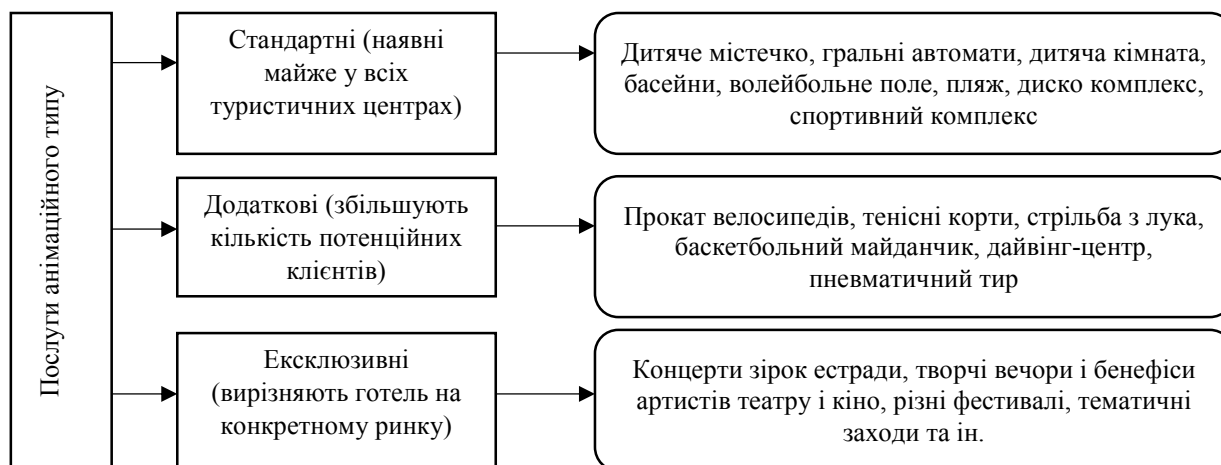 Послуги анімаційного типу
Стандартні (наявні
майже у всіх
туристичних центрах)
Дитяче містечко, гральні автомати, дитяча кімната,
басейни, волейбольне поле, пляж, диско комплекс,
спортивний комплекс
Додаткові (збільшують
кількість потенційних
клієнтів)
Прокат велосипедів, тенісні корти, стрільба з лука,
баскетбольний майданчик, дайвінг-центр,
пневматичний тир
Ексклюзивні
(вирізняють готель на
конкретному ринку)
Концерти зірок естради, творчі вечори і бенефіси
артистів театру і кіно, різні фестивалі, тематичні
заходи та ін.